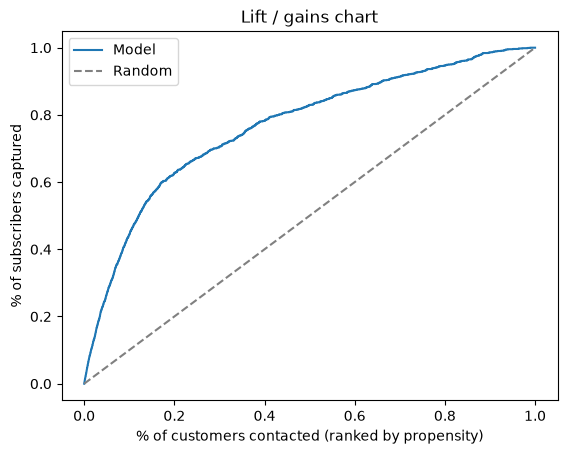 Lift / gains chart
Model
Random
% of subscribers captured
1.0
0.8
0.6
0.4
0.2
0.0
0.0 0.2 0.4 0.6 0.8 1.0
% of customers contacted (ranked by propensity)